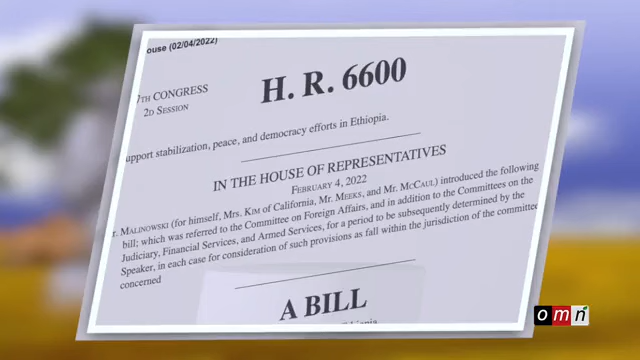 ouse (02/04/2022)
7TH CONGRESS
2D SESSION
H. R. 6600
upport stabilization, peace, and democracy efforts in Ethiopia.
IN THE HOUSE OF REPRESENTATIVES
FEBRUARY 4, 2022
r. MALINOWSKI (for himself, Mrs. KIM of California, Mr. MEEKS, and Mr. MCCAUL) introduced the following
bill; which was referred to the Committee on Foreign Affairs, and in addition to the Committees on the
Judiciary, Financial Services, and Armed Services, for a period to be subsequently determined by the
Speaker, in each case for consideration of such provisions as fall within the jurisdiction of the committee
concerned
A BILL
omn